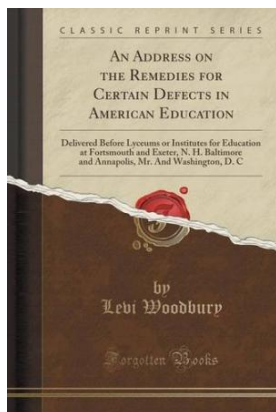 CLASSIC REPRINT SERIES
AN ADDRESS ON
THE REMEDIES FOR
CERTAIN DEFECTS IN
AMERICAN EDUCATION
Delivered Before Lyceums or Institutes for Education
at Fortsmouth and Exeter, N. H. Baltimore
and Annapolis, Mr. And Washington, D. C
by
Levi Woodbury
Forgotten Books